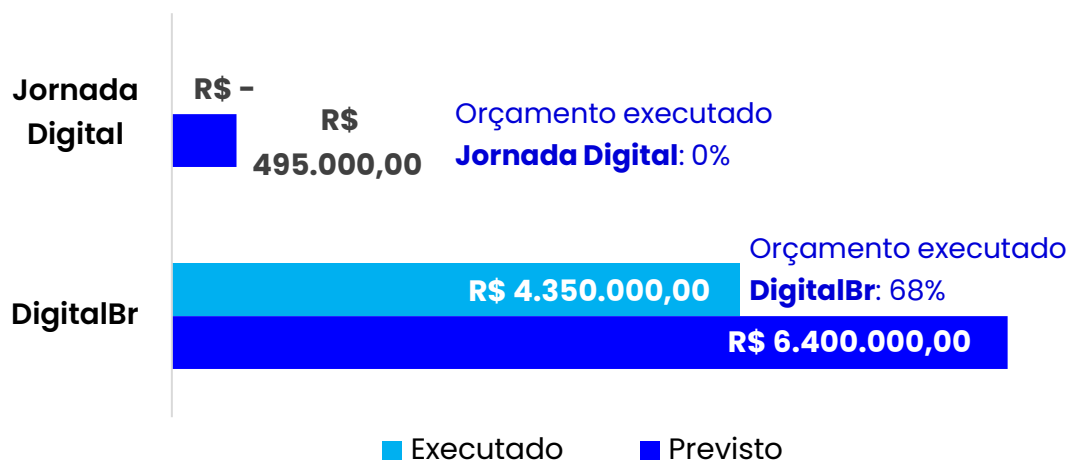 Jornada
Digital
R$ -
R$
495.000,00
Orçamento executado
Jornada Digital: 0%
DigitalBr
R$ 4.350.000,00
Orçamento executado
DigitalBr: 68%
R$ 6.400.000,00
Executado
Previsto